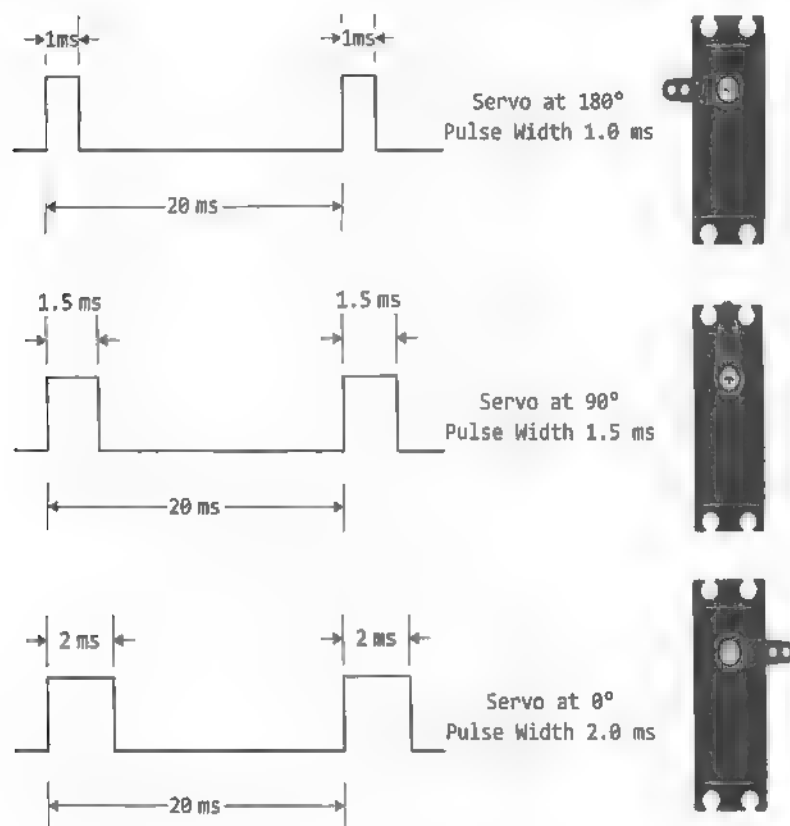 1ms
1ms
Servo at 180°
Pulse Width 1.0 ms
20 ms
1.5 ms
1.5 ms
Servo at 90°
Pulse Width 1.5 ms
20 ms
2 ms
2 ms
Servo at 0°
Pulse Width 2.0 ms
20 ms